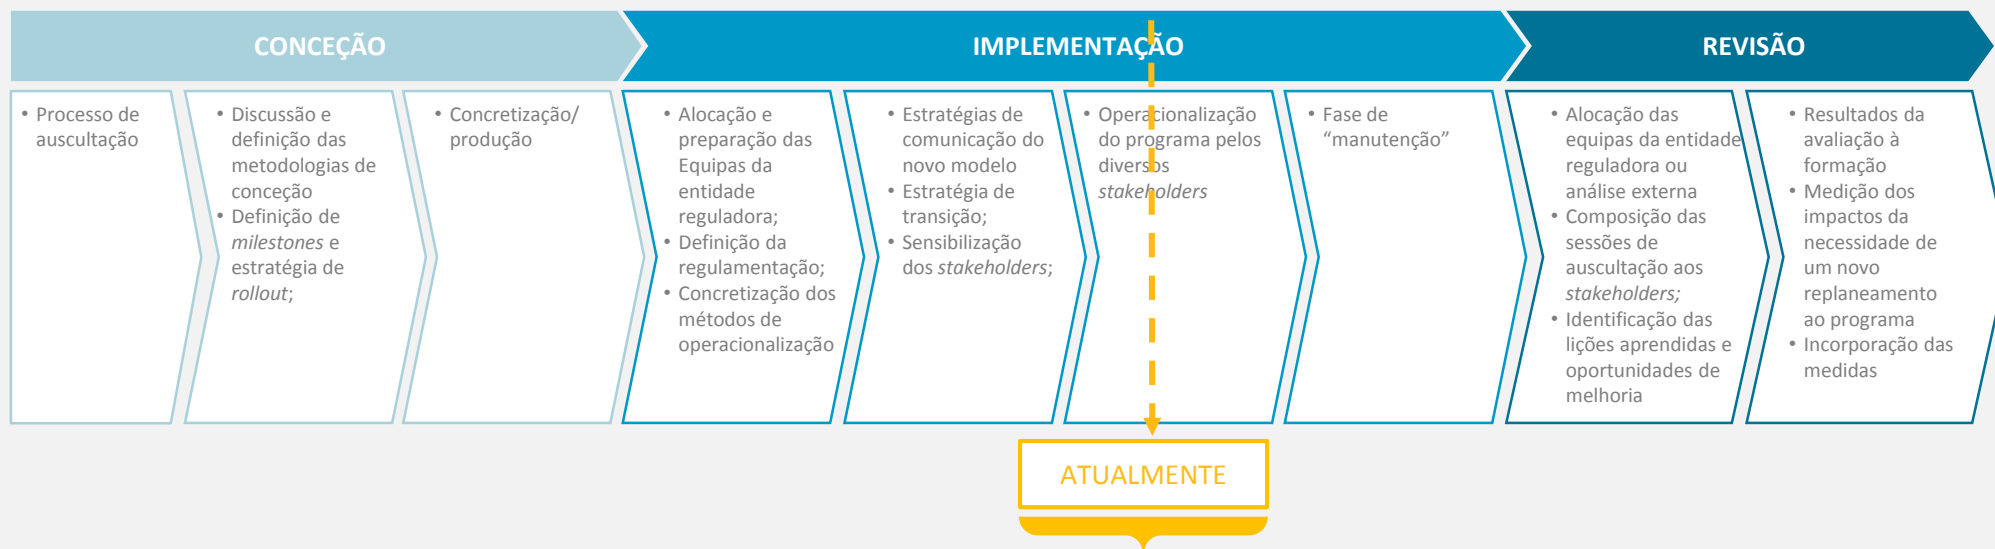 CONCEÇÃO
IMPLEMENTAÇÃO
REVISÃO
• Processo de
auscultação
• Discussão e
definição das
metodologias de
conceção
• Definição de
milestones e
estratégia de
rollout;
• Concretização/
produção
• Alocação e
preparação das
Equipas da
entidade
reguladora;
• Definição da
regulamentação;
• Concretização dos
métodos de
operacionalização
• Estratégias de
comunicação do
novo modelo
• Estratégia de
transição;
• Sensibilização
dos stakeholders;
• Operacionalização
do programa pelos
diversos
stakeholders
• Fase de
“manutenção”
• Alocação das
equipas da entidade
reguladora ou
análise externa
• Composição das
sessões de
auscultação aos
stakeholders;
• Identificação das
lições aprendidas e
oportunidades de
melhoria
• Resultados da
avaliação à
formação
• Medição dos
impactos da
necessidade de
um novo
replaneamento
ao programa
• Incorporação das
medidas
ATUALMENTE